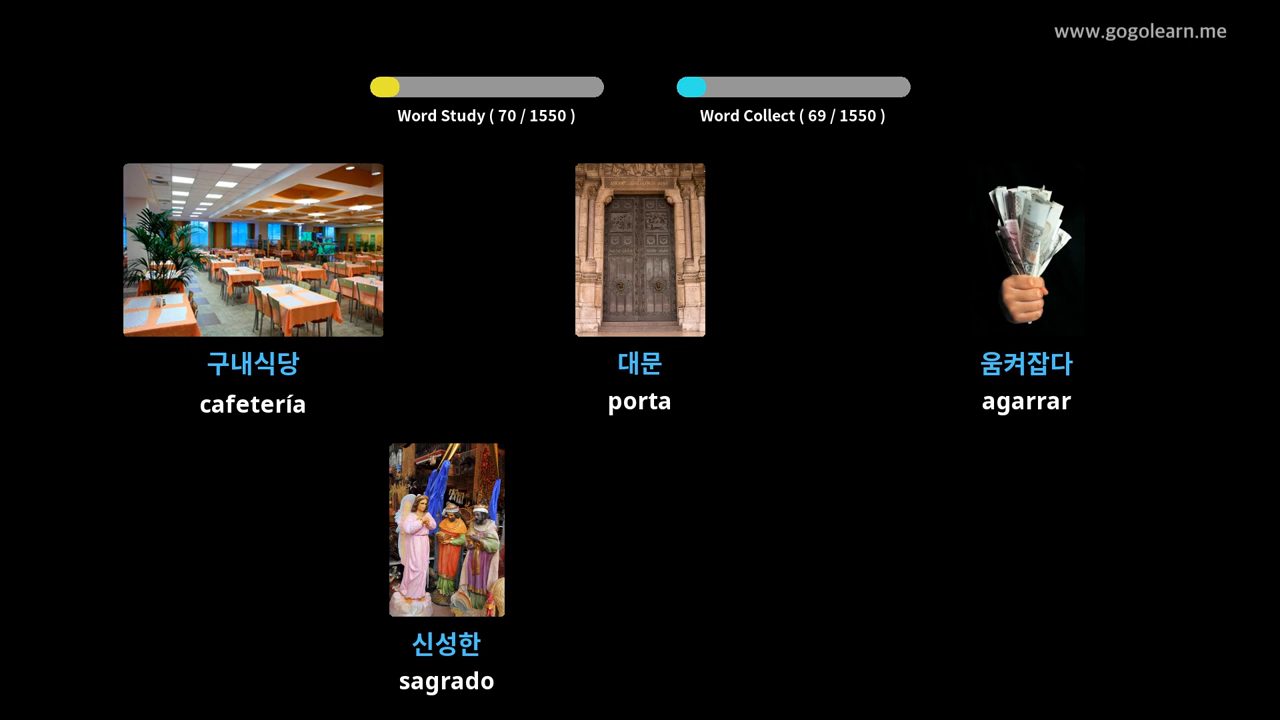 www.gogolearn.me
Word Study ( 70 / 1550 )
Word Collect ( 69 / 1550 )
구내식당
cafetería
대문
porta
움켜잡다
agarrar
신성한
sagrado